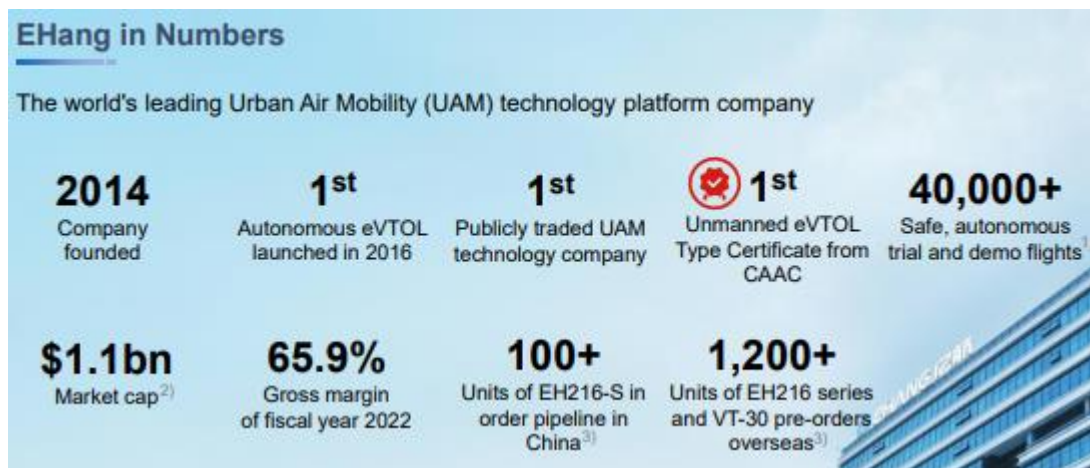 EHang in Numbers
The world's leading Urban Air Mobility (UAM) technology platform company
2014
Company
founded
1st
Autonomous eVTOL
launched in 2016
1st
Publicly traded UAM
technology company
1st
Unmanned eVTOL
Type Certificate from
CAAC
40,000+
Safe, autonomous
trial and demo flights
$1.1bn
Market cap2)
65.9%
Gross margin
of fiscal year 2022
100+
Units of EH216-S in
order pipeline in
China3)
1,200+
Units of EH216 series
and VT-30 pre-orders
overseas3)